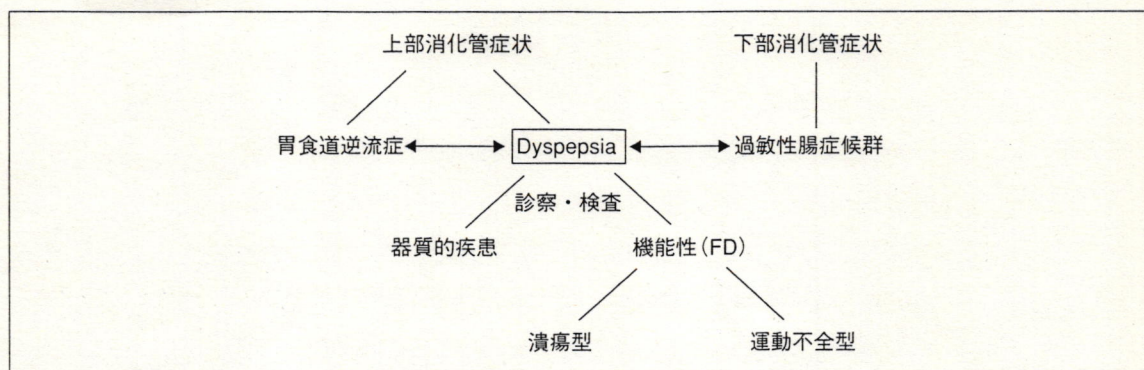 上部消化管症状 下部消化管症状
胃食道逆流症 Dyspepsia 過敏性腸症候群
診察・検査
器質的疾患 機能性(FD)
潰瘍型 運動不全型